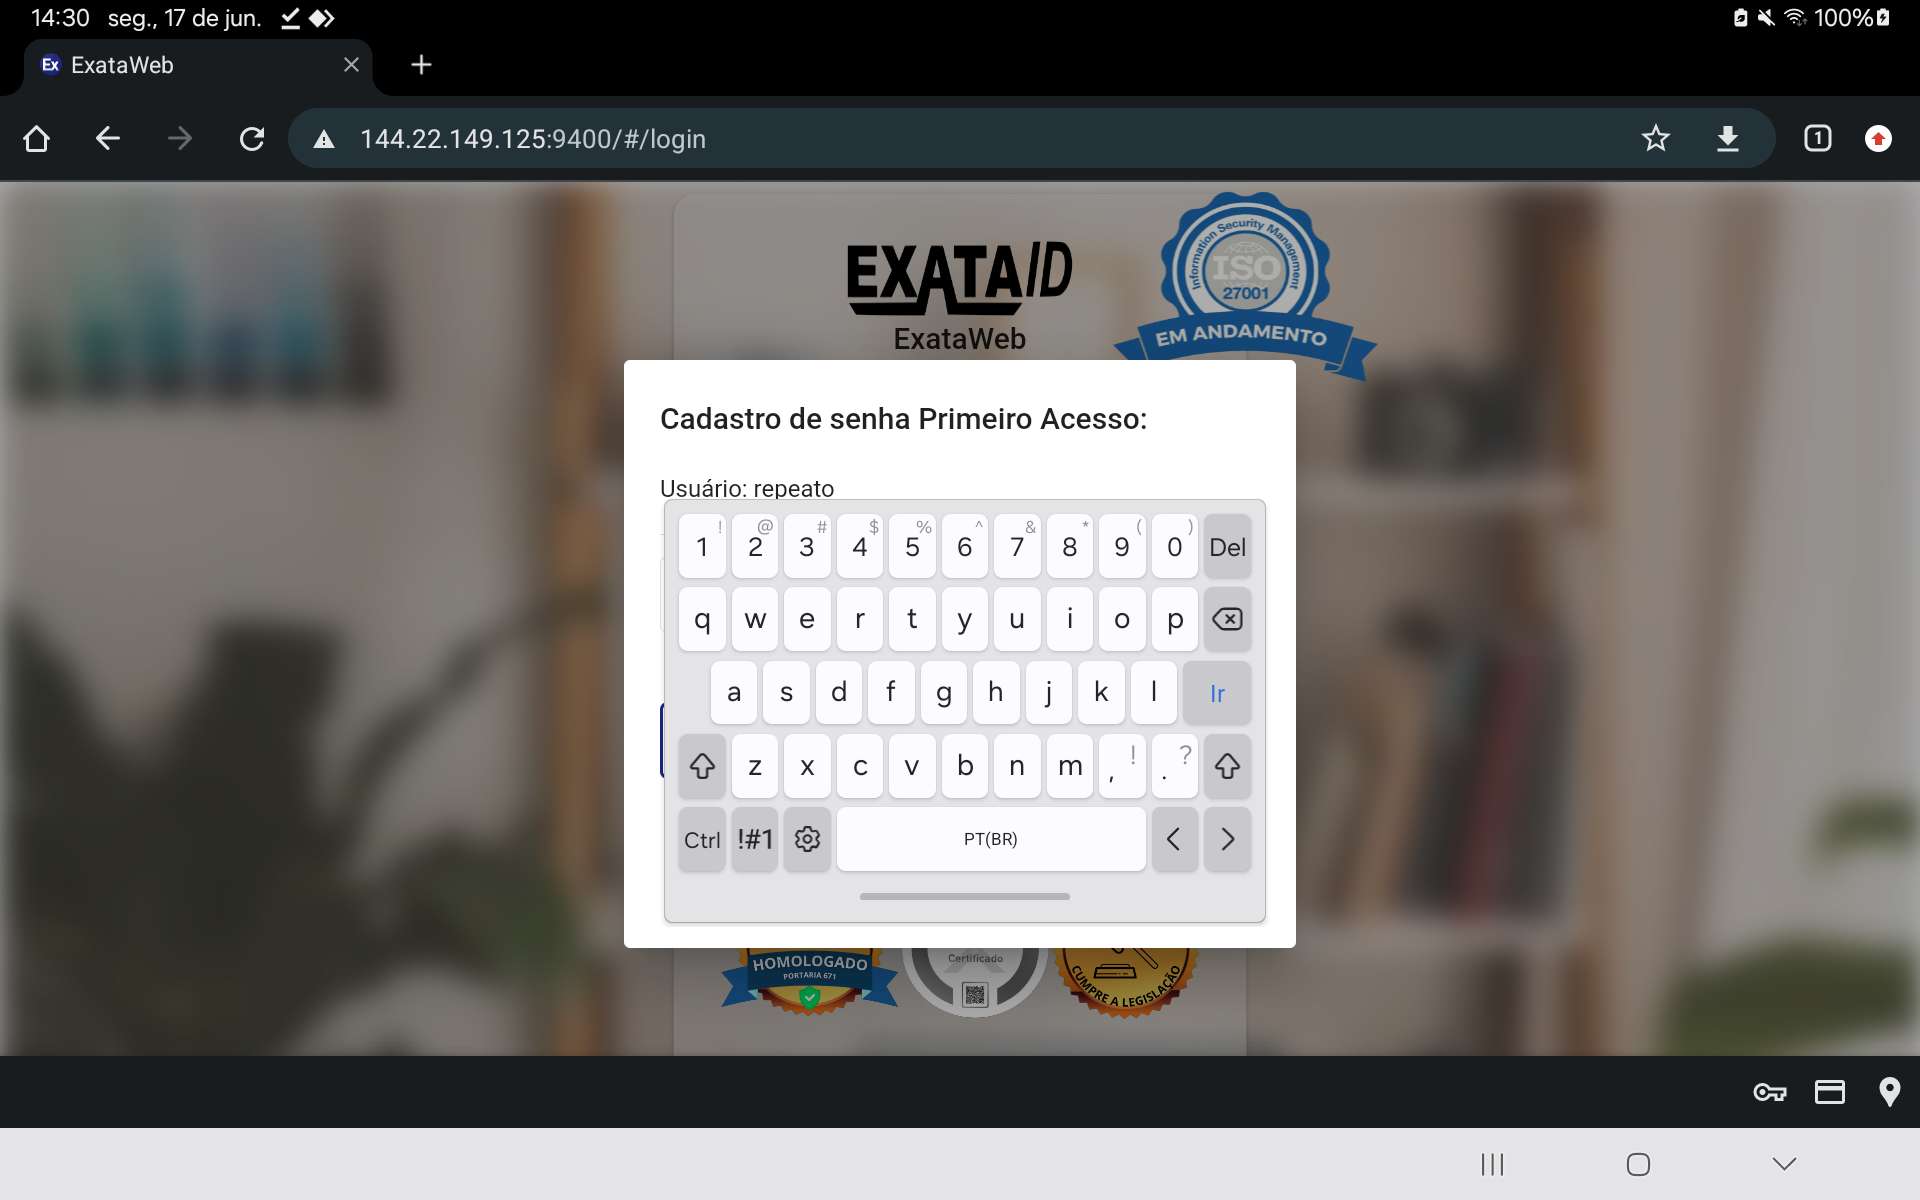 14:30 seg., 17 de jun. 100%
Ex ExataWeb
144.22.149.125:9400/#/login 1
EXATAID
ExataWeb
Information Security Management
ISO
27001
EM ANDAMENTO
Cadastro de senha Primeiro Acesso:
Usuário: repeato
! @ # $ % ^ & * ( )
1 2 3 4 5 6 7 8 9 0 Del
q w e r t y u i o p
a s d f g h j k l Ir
z x c v b n m , ! . ?
Ctrl !#1 PT(BR) < >
HOMOLOGADO
PORTARIA 671
Certificado
CUMPRE A LEGISLAÇÃO